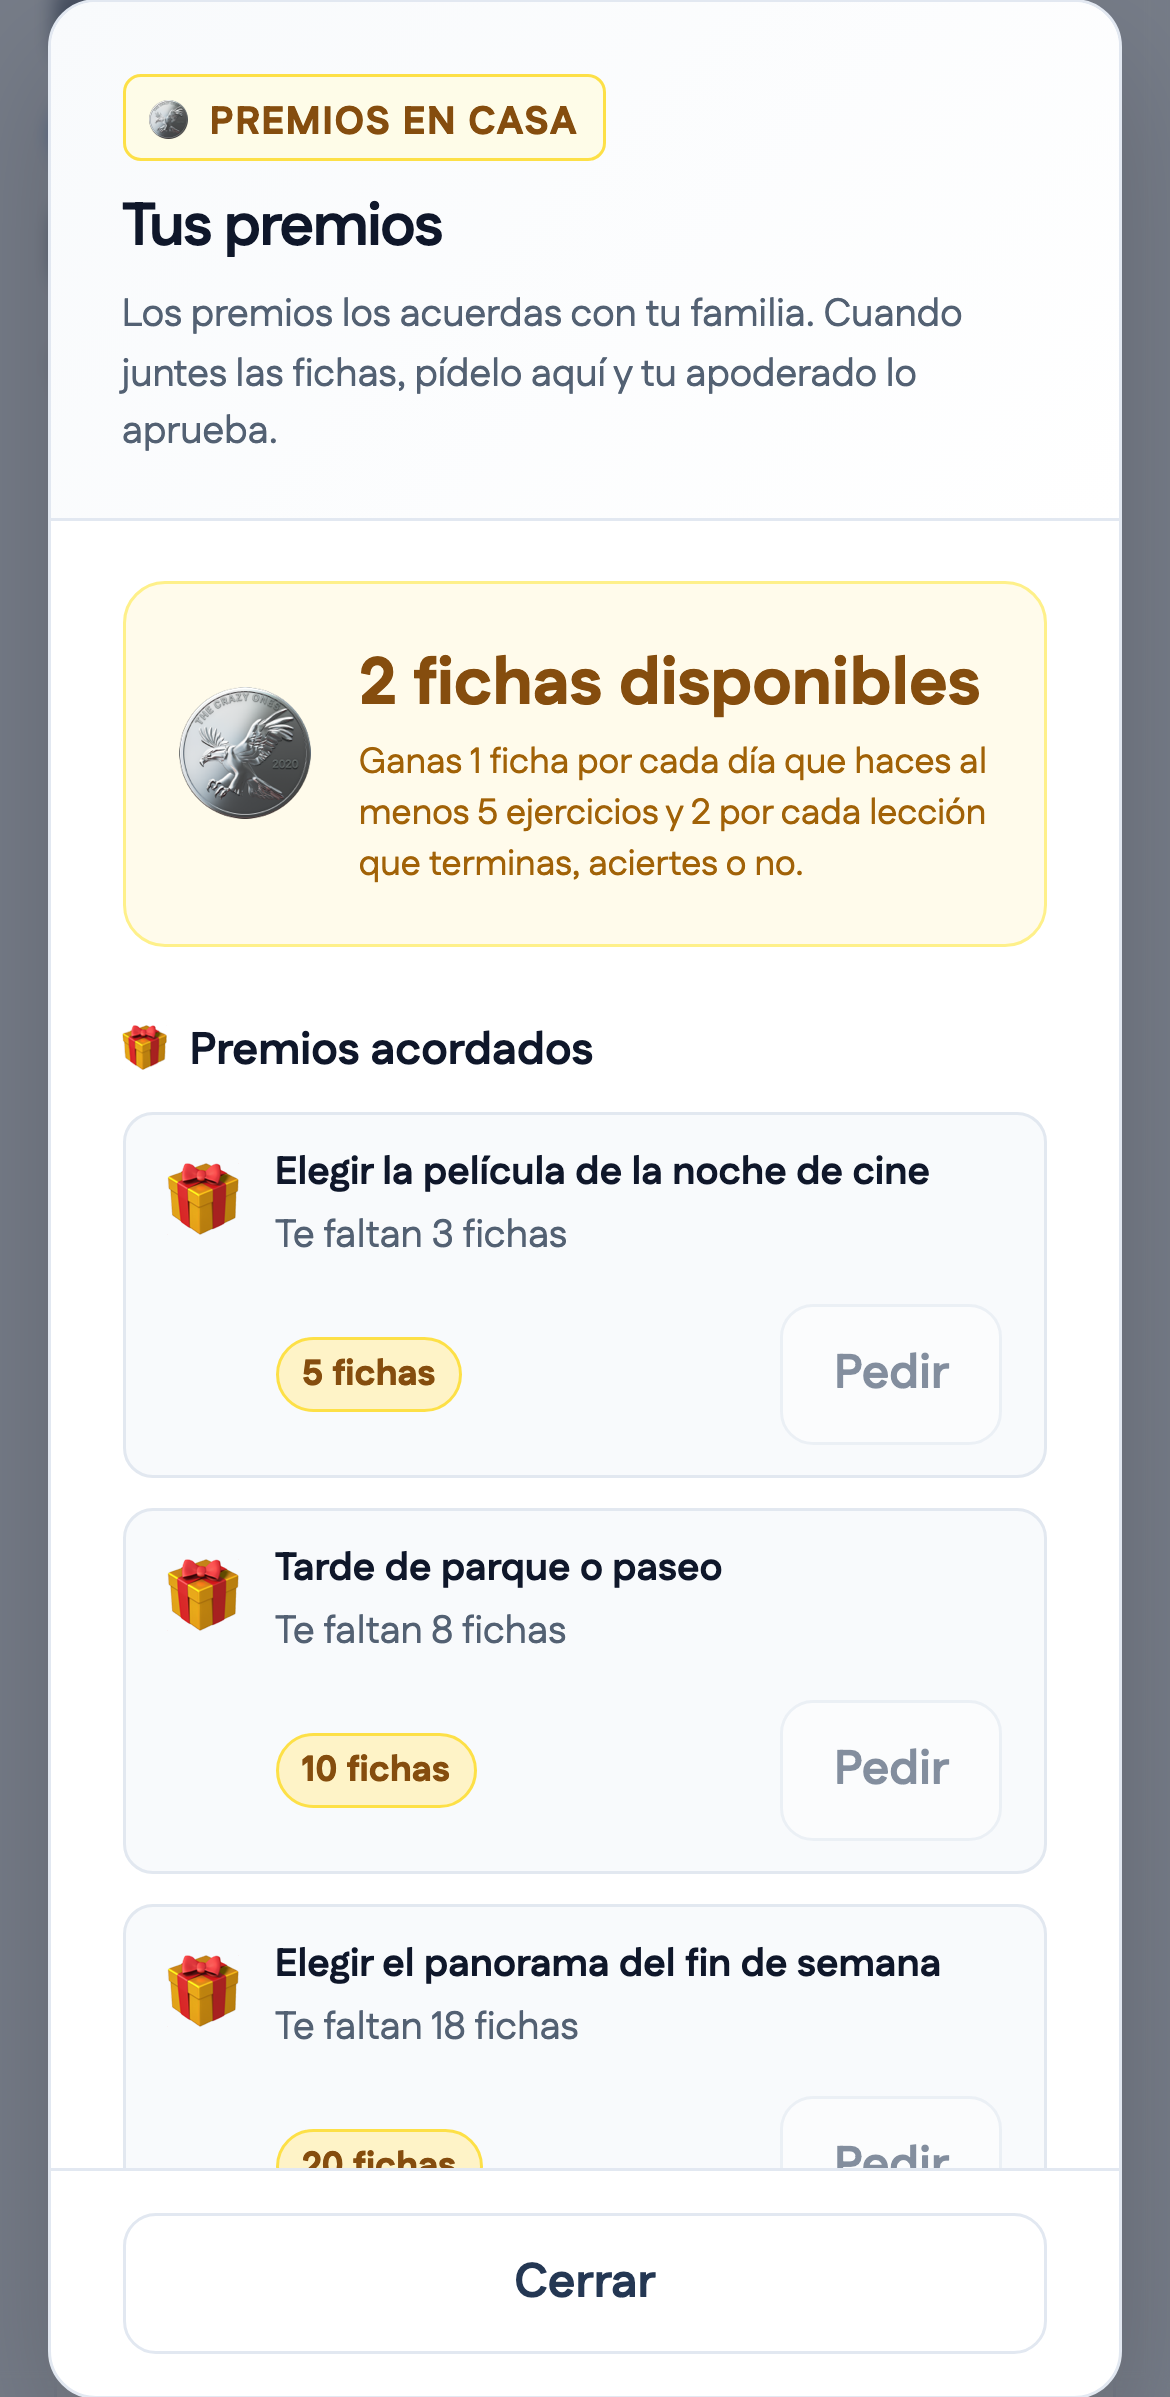 PREMIOS EN CASA
Tus premios
Los premios los acuerdas con tu familia. Cuando
juntes las fichas, pídelo aquí y tu apoderado lo
aprueba.
THE CRAZY ONES
2020
2 fichas disponibles
Ganas 1 ficha por cada día que haces al
menos 5 ejercicios y 2 por cada lección
que terminas, aciertes o no.
Premios acordados
Elegir la película de la noche de cine
Te faltan 3 fichas
5 fichas
Pedir
Tarde de parque o paseo
Te faltan 8 fichas
10 fichas
Pedir
Elegir el panorama del fin de semana
Te faltan 18 fichas
20 fichas
Pedir
Cerrar